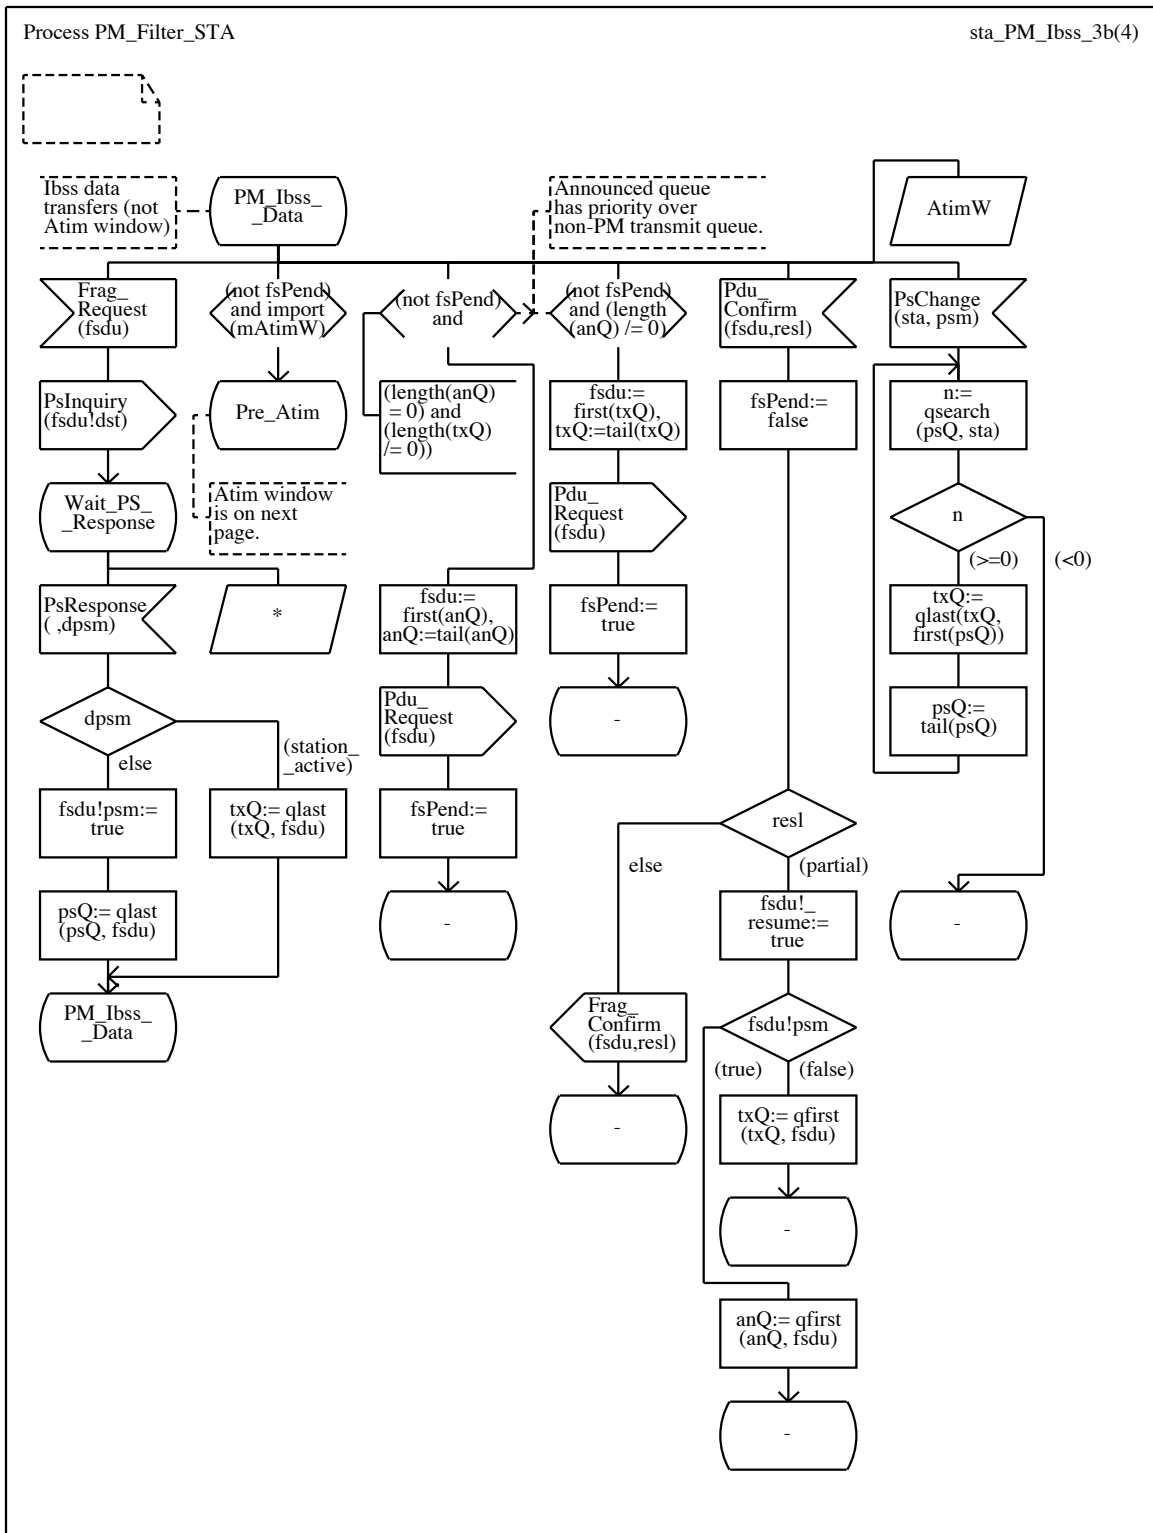 Process PM_Filter_STA
sta_PM_Ibss_3b(4)
Ibss data
transfers (not
Atim window)
PM_Ibss_
_Data
Announced queue
has priority over
non-PM transmit queue.
AtimW
Frag_
Request
(fsdu)
(not fsPend)
and import
(mAtimW)
(not fsPend)
and
(not fsPend)
and (length
(anQ) /= 0)
Pdu_
Confirm
(fsdu,resl)
PsChange
(sta, psm)
PsInquiry
(fsdu!dst)
Pre_Atim
(length(anQ)
= 0) and
(length(txQ)
/= 0))
fsdu:=
first(txQ),
txQ:=tail(txQ)
fsPend:=
false
n:=
qsearch
(psQ, sta)
Wait_PS_
_Response
Atim window
is on next
page.
Pdu_
Request
(fsdu)
n
(>=0)
(<0)
PsResponse
( ,dpsm)
*
fsdu:=
first(anQ),
anQ:=tail(anQ)
fsPend:=
true
txQ:=
qlast(txQ,
first(psQ))
dpsm
else
(station_
_active)
Pdu_
Request
(fsdu)
-
psQ:=
tail(psQ)
fsdu!psm:=
true
txQ:= qlast
(txQ, fsdu)
fsPend:=
true
resl
else
(partial)
psQ:= qlast
(psQ, fsdu)
-
fsdu!_
resume:=
true
-
PM_Ibss_
_Data
Frag_
Confirm
(fsdu,resl)
fsdu!psm
(true)
(false)
-
txQ:= qfirst
(txQ, fsdu)
-
anQ:= qfirst
(anQ, fsdu)
-